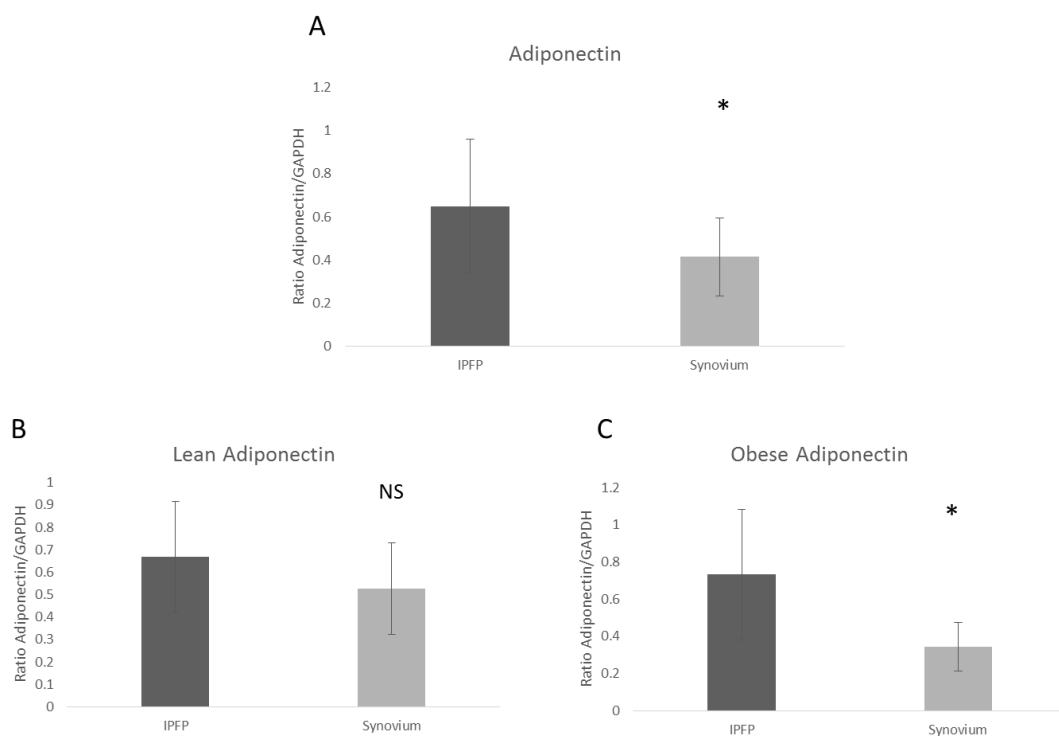 A
Adiponectin
Ratio Adiponectin/GAPDH
1.2
1
0.8
0.6
0.4
0.2
0
*
IPFP
Synovium
B
Lean Adiponectin
Ratio Adiponectin/GAPDH
1
0.9
0.8
0.7
0.6
0.5
0.4
0.3
0.2
0.1
0
NS
IPFP
Synovium
C
Obese Adiponectin
Ratio Adiponectin/GAPDH
1.2
1
0.8
0.6
0.4
0.2
0
*
IPFP
Synovium